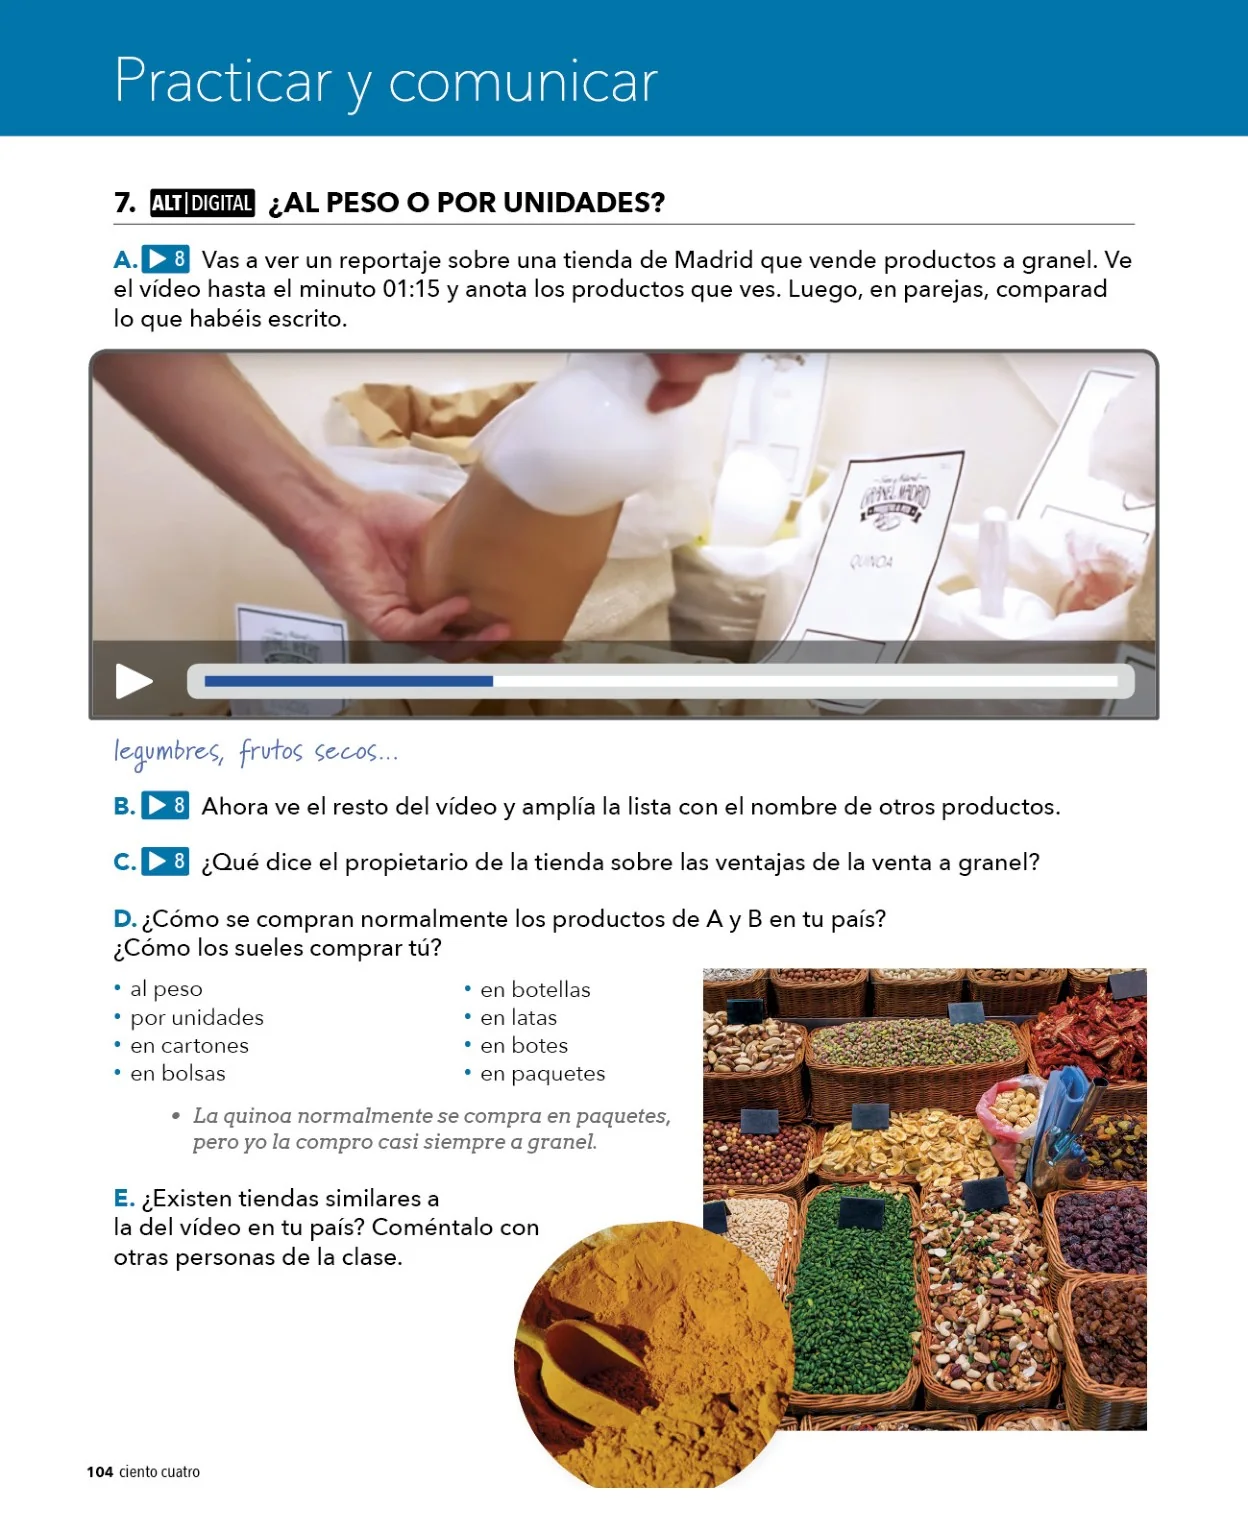 Practicar y comunicar
7. ALT|DIGITAL ¿AL PESO O POR UNIDADES?
A. ▶ 8 Vas a ver un reportaje sobre una tienda de Madrid que vende productos a granel. Ve
el vídeo hasta el minuto 01:15 y anota los productos que ves. Luego, en parejas, comparad
lo que habéis escrito.
GRANEL MADRID
QUINOA
legumbres, frutos secos...
B. ▶ 8 Ahora ve el resto del vídeo y amplía la lista con el nombre de otros productos.
C. ▶ 8 ¿Qué dice el propietario de la tienda sobre las ventajas de la venta a granel?
D. ¿Cómo se compran normalmente los productos de A y B en tu país?
¿Cómo los sueles comprar tú?
• al peso
• por unidades
• en cartones
• en bolsas
• en botellas
• en latas
• en botes
• en paquetes
• La quinoa normalmente se compra en paquetes,
pero yo la compro casi siempre a granel.
E. ¿Existen tiendas similares a
la del vídeo en tu país? Coméntalo con
otras personas de la clase.
104 ciento cuatro